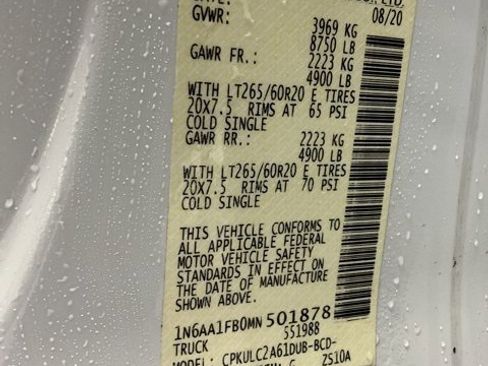 LTD.
08/20
GVWR: 3969 KG
8750 LB
GAWR FR.: 2223 KG
4900 LB
WITH LT265/60R20 E TIRES
20X7.5 RIMS AT 65 PSI
COLD SINGLE
GAWR RR.: 2223 KG
4900 LB
WITH LT265/60R20 E TIRES
20X7.5 RIMS AT 70 PSI
COLD SINGLE
THIS VEHICLE CONFORMS TO
ALL APPLICABLE FEDERAL
MOTOR VEHICLE SAFETY
STANDARDS IN EFFECT ON
THE DATE OF MANUFACTURE
1N6AA1FB0MN501878
TRUCK 551988
CPKULC2A61DUB-BCD-
ZS10A